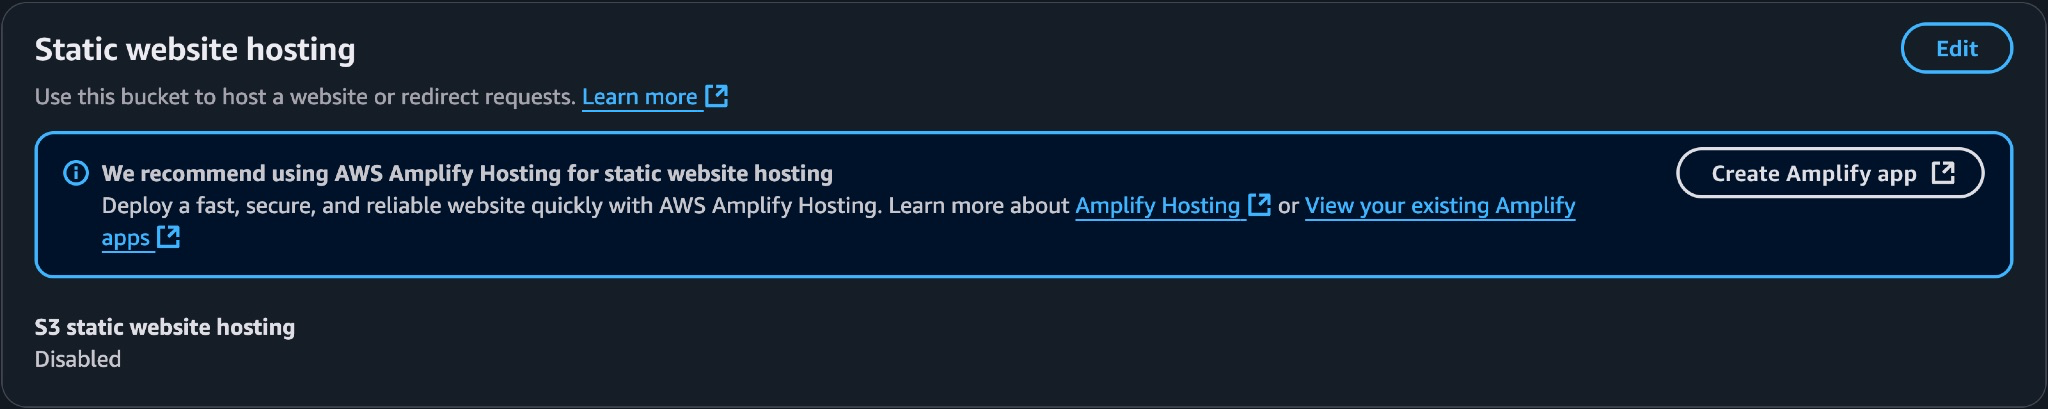 Static website hosting
Edit
Use this bucket to host a website or redirect requests. Learn more
We recommend using AWS Amplify Hosting for static website hosting
Create Amplify app
Deploy a fast, secure, and reliable website quickly with AWS Amplify Hosting. Learn more about Amplify Hosting or View your existing Amplify
apps
S3 static website hosting
Disabled